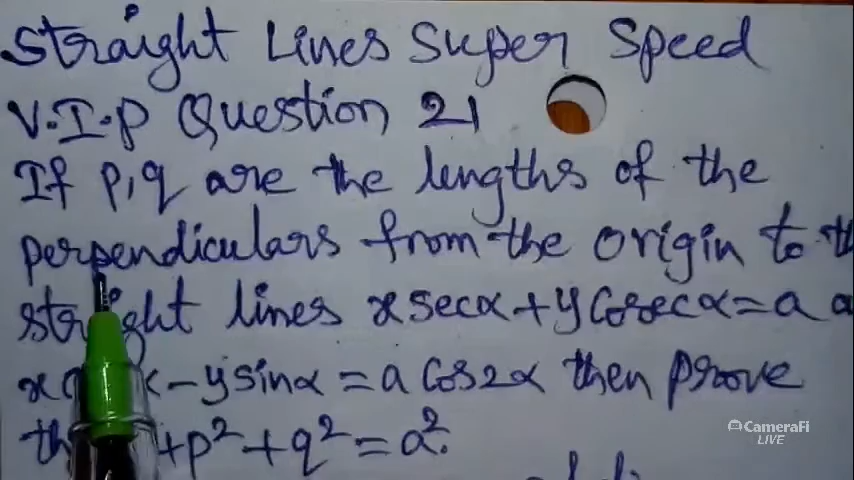 Straight Lines Super Speed
V.I.P Question 21
If p,q are the lengths of the
perpendiculars from the origin to
straight lines x secα + y cosecα = a
- y sinα = a cos2α then prove
+p² + q² = a².
CameraFi
LIVE